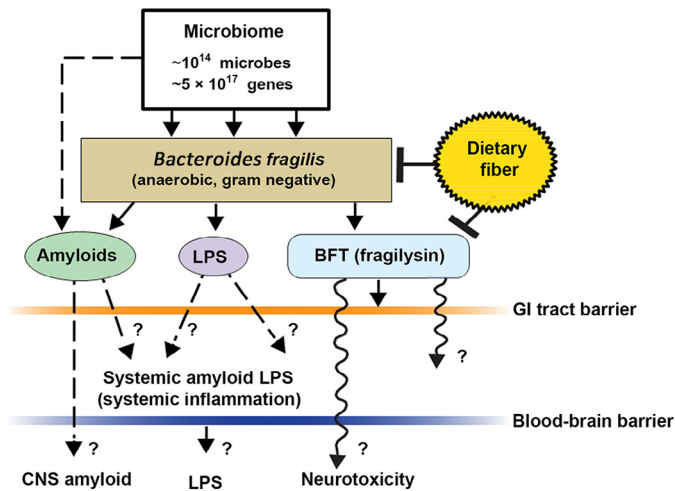 Microbiome
~10¹⁴ microbes
~5 × 10¹⁷ genes
Bacteroides fragilis
(anaerobic, gram negative)
Dietary
fiber
Amyloids
LPS
BFT (fragilysin)
GI tract barrier
?
?
?
?
Systemic amyloid LPS
(systemic inflammation)
Blood-brain barrier
?
?
?
CNS amyloid
LPS
Neurotoxicity